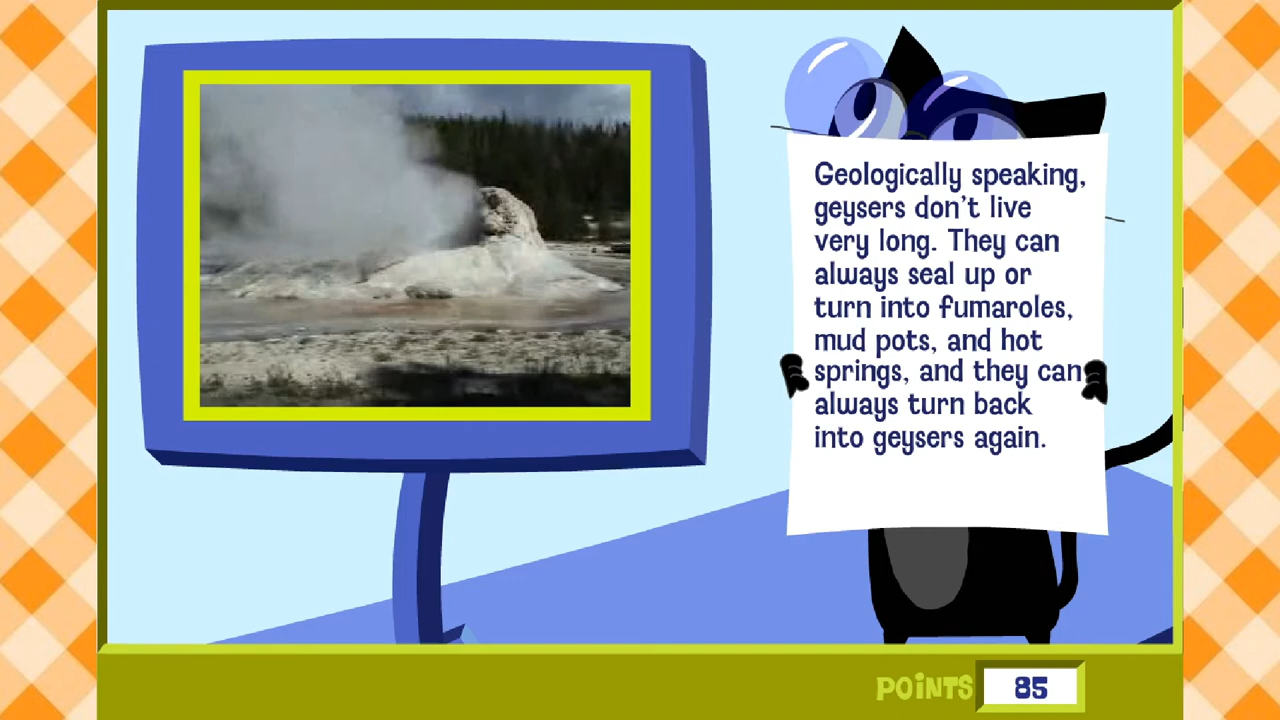 Geologically speaking,
geysers don't live
very long. They can
always seal up or
turn into fumaroles,
mud pots, and hot
springs, and they can
always turn back
into geysers again.
POINTS 85